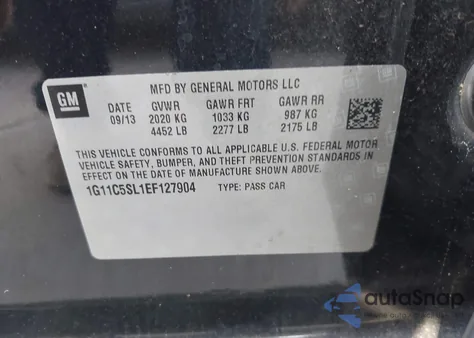 GM
MFD BY GENERAL MOTORS LLC
DATE GVWR GAWR FRT GAWR RR
09/13 2020 KG 1033 KG 987 KG
4452 LB 2277 LB 2175 LB
THIS VEHICLE CONFORMS TO ALL APPLICABLE U.S. FEDERAL MOTOR
VEHICLE SAFETY, BUMPER, AND THEFT PREVENTION STANDARDS
IN EFFECT ON THE DATE OF MANUFACTURE SHOWN ABOVE.
1G11C5SL1EF127904 TYPE: PASS CAR
autoSnap